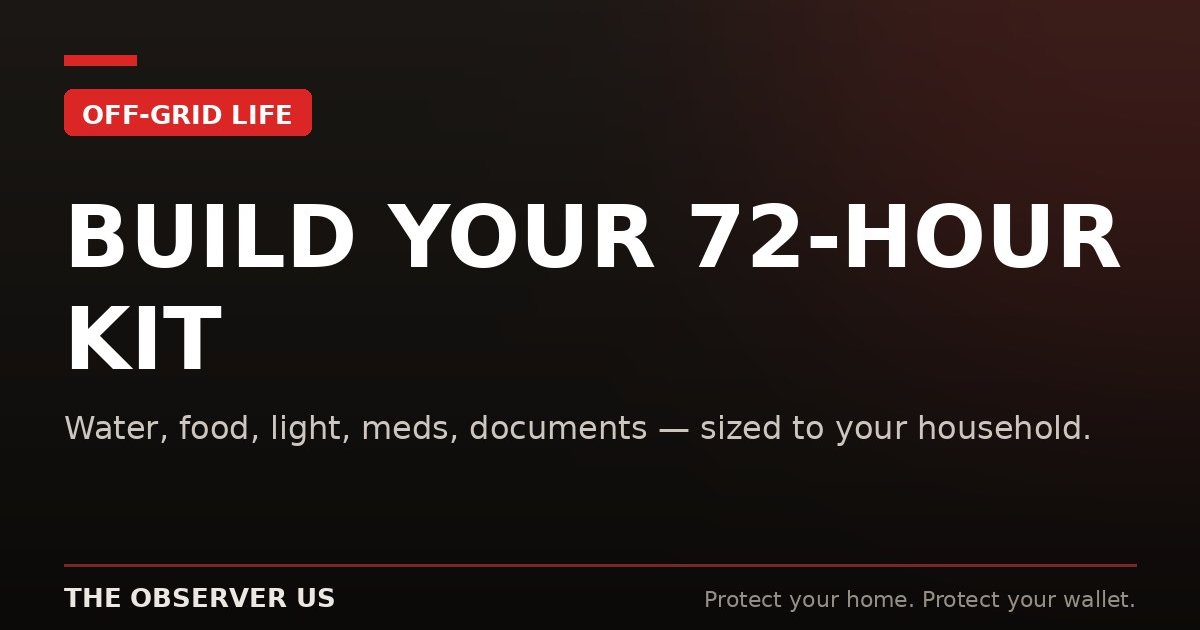 OFF-GRID LIFE
BUILD YOUR 72-HOUR
KIT
Water, food, light, meds, documents — sized to your household.
THE OBSERVER US
Protect your home. Protect your wallet.